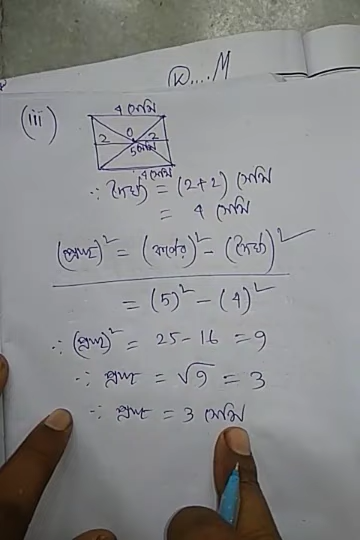 D....M
(iii)
4 সেমি
2 0 2
5 সেমি
4 সেমি
∵ দৈর্ঘ্য = (2+2) সেমি
= 4 সেমি
(প্রস্থ)² = (কর্ণের)² - (দৈর্ঘ্য)²
= (5)² - (4)²
∴ (প্রস্থ)² = 25 - 16 = 9
∵ প্রস্থ = √9 = 3
∵ প্রস্থ = 3 সেমি